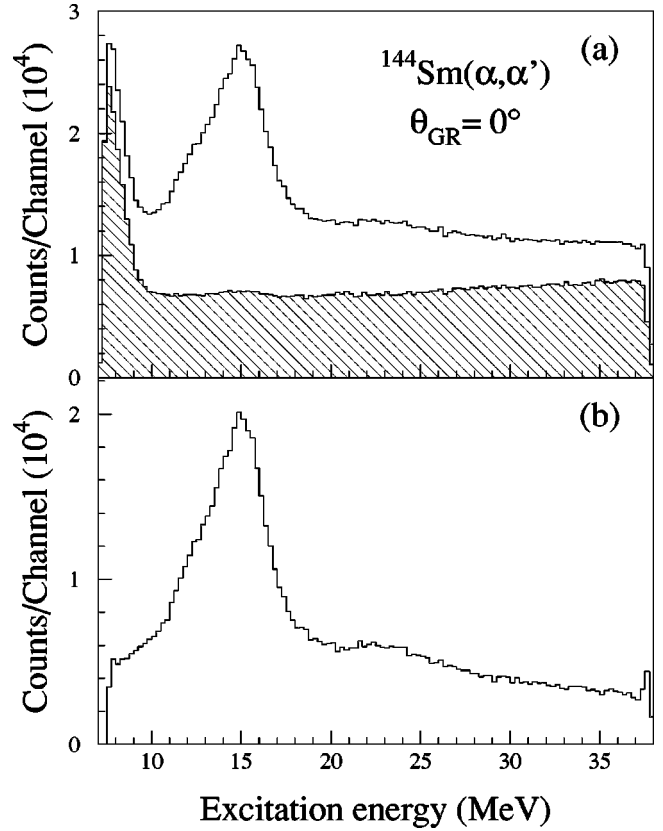 3
(a)
¹⁴⁴Sm(α,α’)
θGR= 0°
2
1
0
Counts/Channel (10⁴)
(b)
2
1
0
Counts/Channel (10⁴)
10 15 20 25 30 35
Excitation energy (MeV)